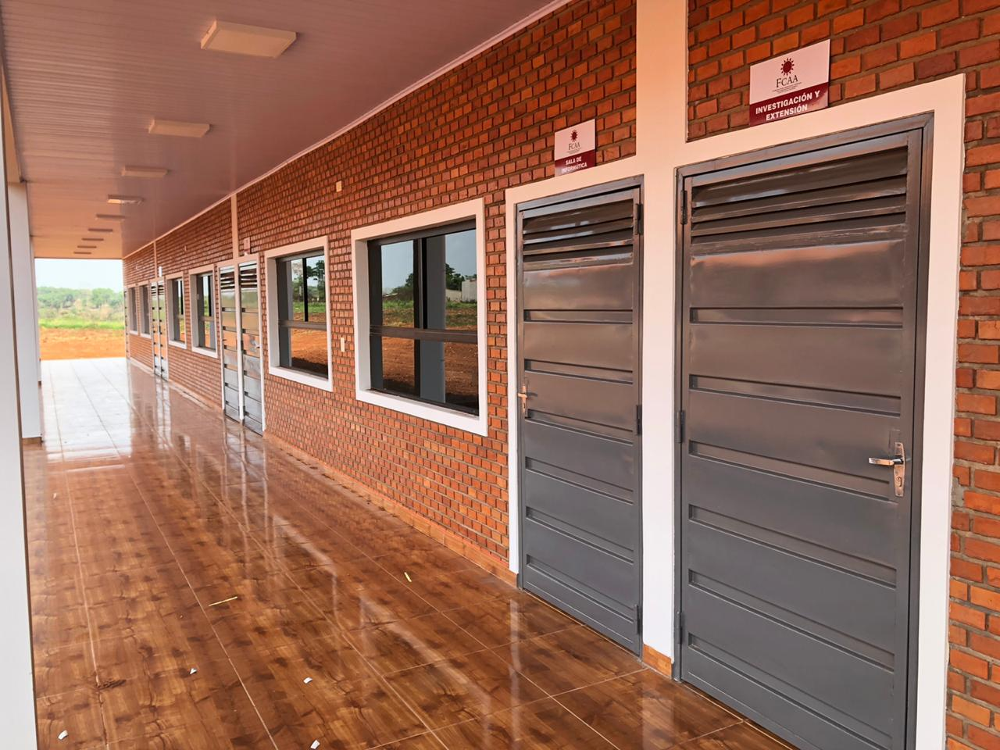 FCAA
SALA DE
INFORMÁTICA
FCAA
INVESTIGACIÓN Y
EXTENSIÓN